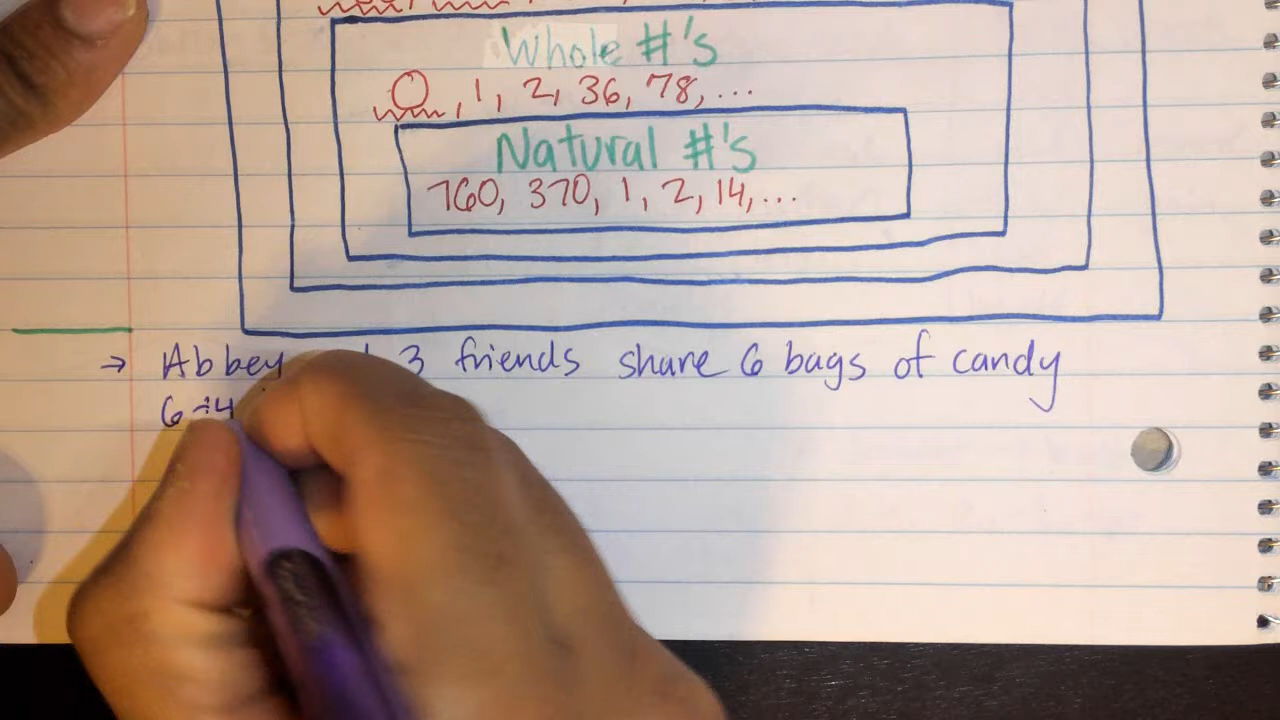 Whole #'s
0, 1, 2, 36, 78, ...
Natural #'s
760, 370, 1, 2, 14, ...
→ Abbey 3 friends share 6 bags of candy
6 ÷ 4